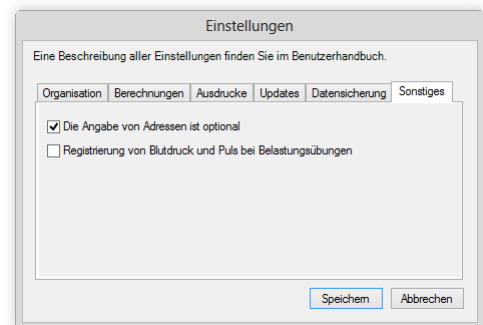 Einstellungen
Eine Beschreibung aller Einstellungen finden Sie im Benutzerhandbuch.
Organisation Berechnungen Ausdrucke Updates Datensicherung Sonstiges
Die Angabe von Adressen ist optional
Registrierung von Blutdruck und Puls bei Belastungsübungen
Speichern Abbrechen